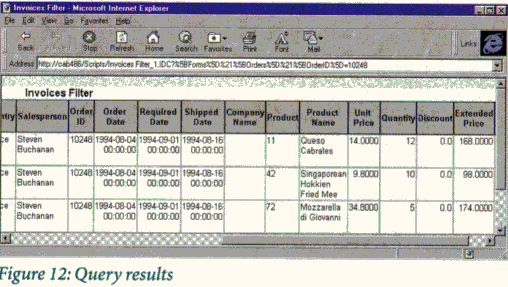 Invoices Filter - Microsoft Internet Explorer
File Edit View Go Favorites Help
Back Forward Stop Refresh Home Search Favorites Print Font Mail Links
Address http://cab486/Scripts/Invoices Filter_1.IDC?%5BForms%5D%21%5BOrders%5D%21%5BOrderID%5D=10248
Invoices Filter
try Salesperson Order ID Order Date Required Date Shipped Date Company Name Product Product Name Unit Price Quantity Discount Extended Price
ce Steven Buchanan 10248 1994-08-04 00:00:00 1994-09-01 00:00:00 1994-08-16 00:00:00 11 Queso Cabrales 14.0000 12 0.0 168.0000
ce Steven Buchanan 10248 1994-08-04 00:00:00 1994-09-01 00:00:00 1994-08-16 00:00:00 42 Singaporean Hokkien Fried Mee 9.8000 10 0.0 98.0000
ce Steven Buchanan 10248 1994-08-04 00:00:00 1994-09-01 00:00:00 1994-08-16 00:00:00 72 Mozzarella di Giovanni 34.8000 5 0.0 174.0000
Figure 12: Query results